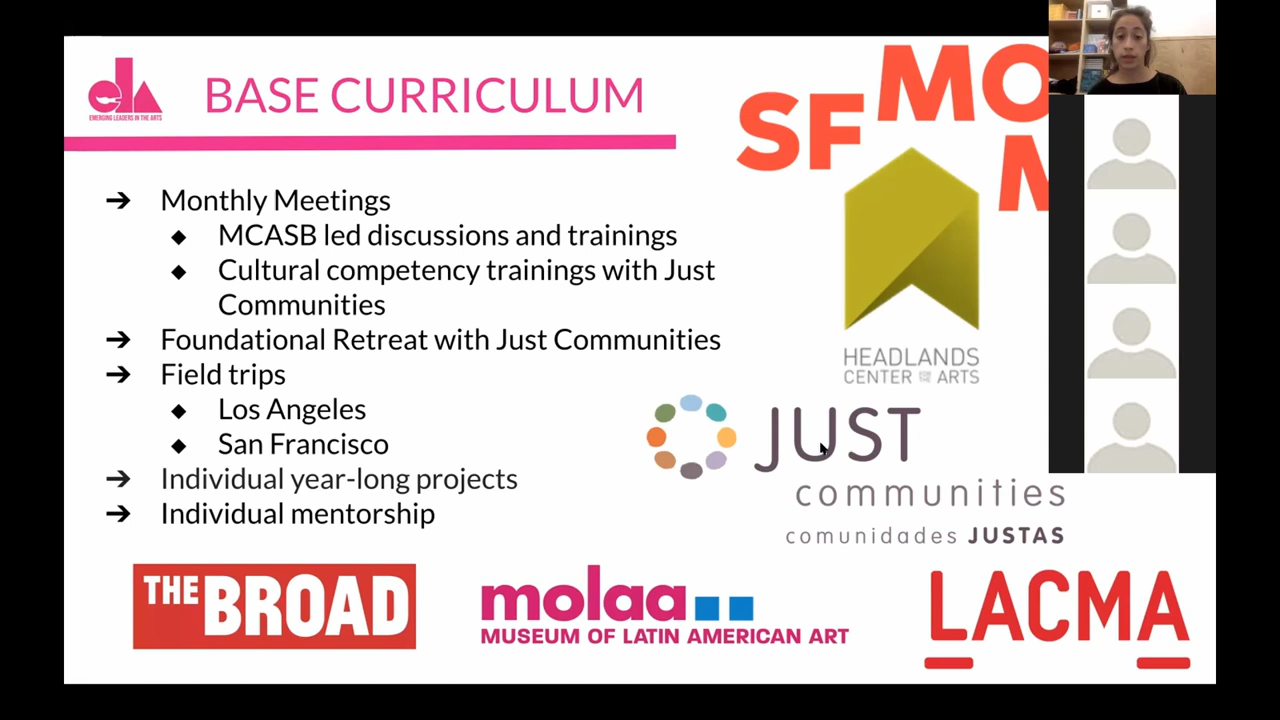 ela
EMERGING LEADERS IN THE ARTS
BASE CURRICULUM
SF
MO
M
➔ Monthly Meetings
◆ MCASB led discussions and trainings
◆ Cultural competency trainings with Just
Communities
➔ Foundational Retreat with Just Communities
➔ Field trips
◆ Los Angeles
◆ San Francisco
➔ Individual year-long projects
➔ Individual mentorship
HEADLANDS
CENTER FOR THE ARTS
JUST
communities
comunidades JUSTAS
THE BROAD
molaa
MUSEUM OF LATIN AMERICAN ART
LACMA